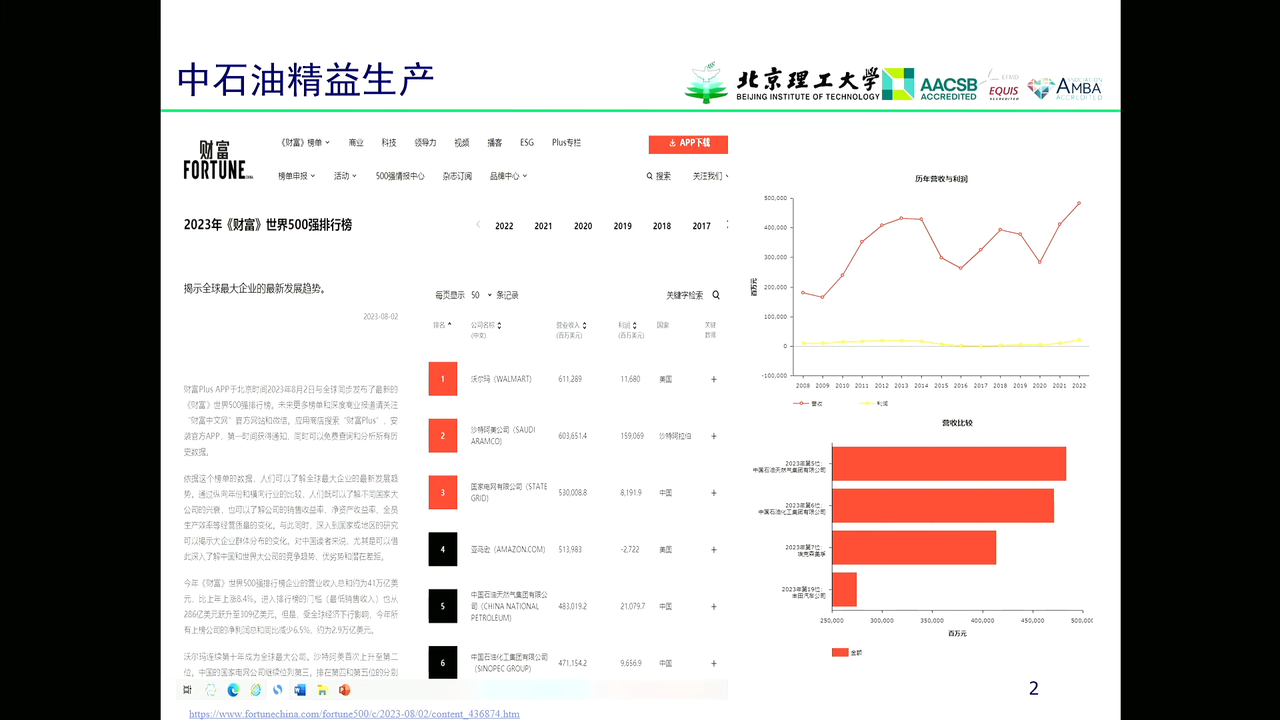 中石油精益生产
北京理工大学
BEIJING INSTITUTE OF TECHNOLOGY
AACSB
ACCREDITED
EFMD
EQUIS
ACCREDITED
ASSOCIATION
AMBA
ACCREDITED
财富
FORTUNE
《财富》榜单 商业 科技 领导力 视频 播客 ESG Plus专栏
APP下载
榜单申报 活动 500强情报中心 杂志订阅 品牌中心
搜索 关注我们
2023年《财富》世界500强排行榜
2022 2021 2020 2019 2018 2017
揭示全球最大企业的最新发展趋势。
2023-08-02
财富Plus APP于北京时间2023年8月2日与全球同步发布了最新的
《财富》世界500强排行榜。未来更多榜单和深度商业报道请关注
“财富中文网”官方网站和微信，应用商店搜索“财富Plus”，安
装官方APP，第一时间获得通知，同时可以免费查询和分析所有历
史数据。
依据这个榜单的数据，人们可以了解全球最大企业的最新发展趋
势。通过纵向年份和横向行业的比较，人们既可以了解不同国家大
公司的兴衰，也可以了解公司的销售收益率、净资产收益率、全员
生产效率等经营质量的变化。与此同时，深入到国家或地区的研究
可以揭示大企业群体分布的变化。对中国读者来说，尤其是可以借
此深入了解中国和世界大公司的竞争趋势、优劣势和潜在差距。
今年《财富》世界500强排行榜企业的营业收入总和约为41万亿美
元，比上年上涨8.4%。进入排行榜的门槛（最低销售收入）也从
286亿美元跃升至309亿美元。但是，受全球经济下行影响，今年所
有上榜公司的净利润总和同比减少6.5%，约为2.9万亿美元。
沃尔玛连续第十年成为全球最大公司。沙特阿美首次上升至第二
位。中国的国家电网公司继续位列第三。排在第四和第五位的分别
每页显示 50 条记录
关键字检索
排名 公司名称 (中文) 营业收入 (百万美元) 利润 (百万美元) 国家 关键数据
1 沃尔玛（WALMART) 611,289 11,680 美国 +
2 沙特阿美公司（SAUDI ARAMCO) 603,651.4 159,069 沙特阿拉伯 +
3 国家电网有限公司（STATE GRID) 530,008.8 8,191.9 中国 +
4 亚马逊（AMAZON.COM) 513,983 -2,722 美国 +
5 中国石油天然气集团有限公司（CHINA NATIONAL PETROLEUM) 483,019.2 21,079.7 中国 +
6 中国石油化工集团有限公司（SINOPEC GROUP) 471,154.2 9,656.9 中国 +
历年营收与利润
500,000
400,000
300,000
200,000
100,000
0
-100,000
百万元
2008 2009 2010 2011 2012 2013 2014 2015 2016 2017 2018 2019 2020 2021 2022
营收 利润
营收比较
2023年第5位：
中国石油天然气集团有限公司
2023年第6位：
中国石油化工集团有限公司
2023年第7位：
埃克森美孚
2023年第19位：
丰田汽车公司
250,000 300,000 350,000 400,000 450,000 500,000
百万元
金额
2
https://www.fortunechina.com/fortune500/c/2023-08/02/content_436874.htm